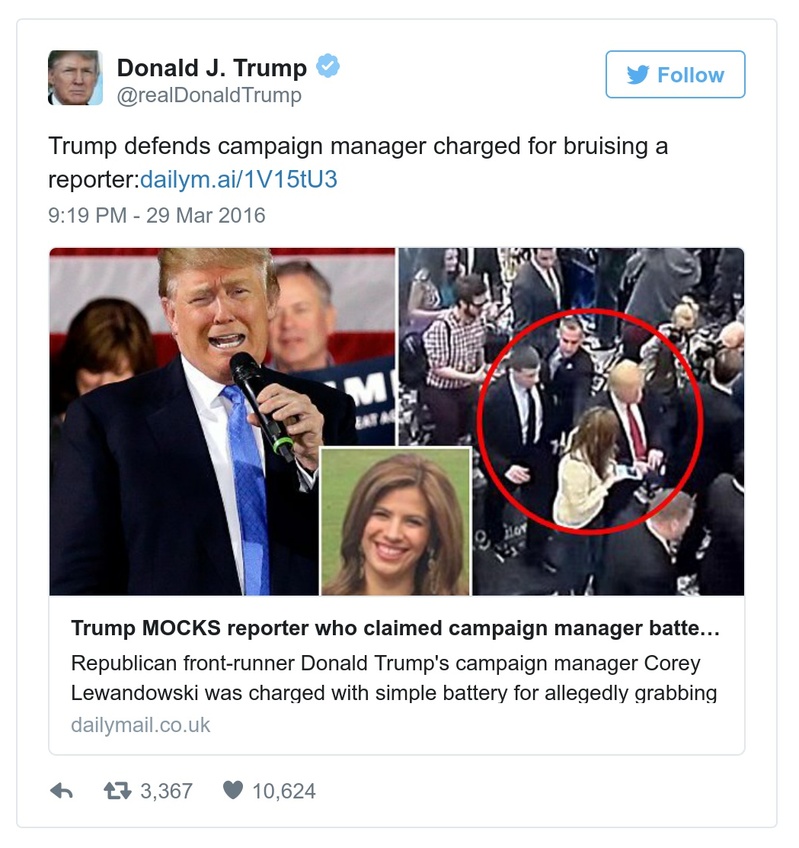 Donald J. Trump
@realDonaldTrump
Follow
Trump defends campaign manager charged for bruising a
reporter:dailym.ai/1V15tU3
9:19 PM - 29 Mar 2016
Trump MOCKS reporter who claimed campaign manager batte…
Republican front-runner Donald Trump's campaign manager Corey
Lewandowski was charged with simple battery for allegedly grabbing
dailymail.co.uk
3,367
10,624